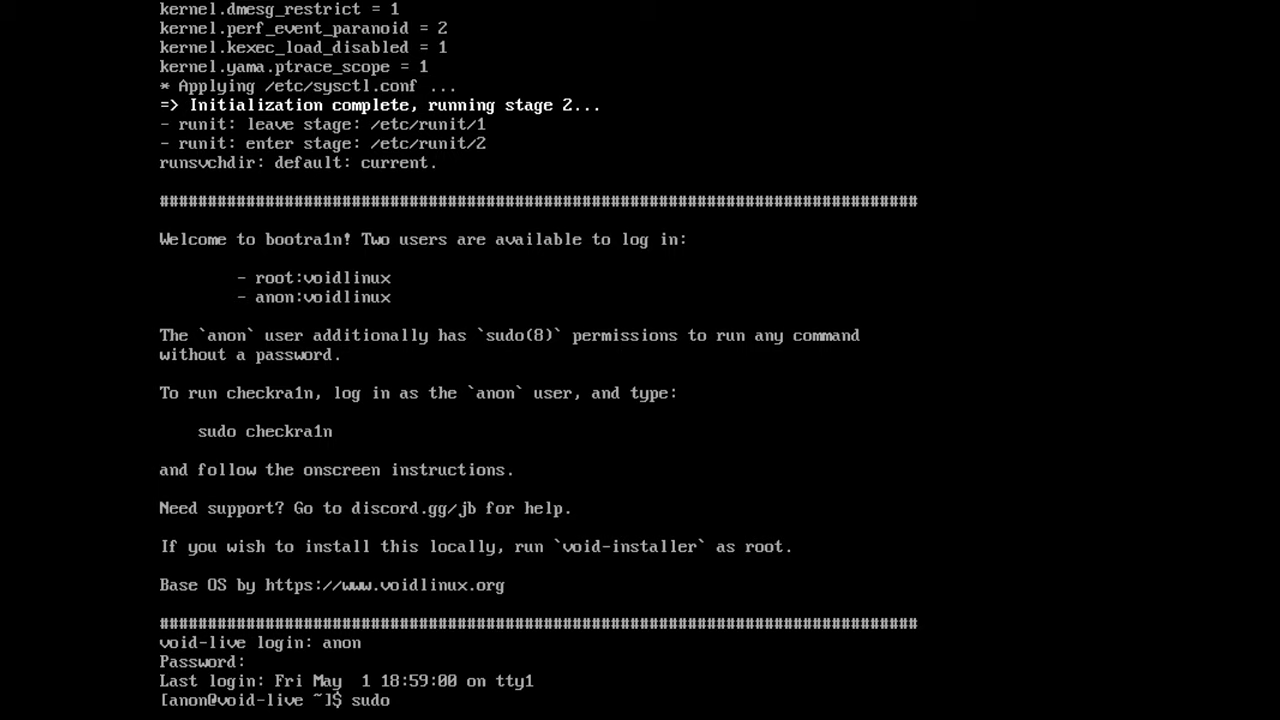 kernel.dmesg_restrict = 1
kernel.perf_event_paranoid = 2
kernel.kexec_load_disabled = 1
kernel.yama.ptrace_scope = 1
* Applying /etc/sysctl.conf ...
=> Initialization complete, running stage 2...
- runit: leave stage: /etc/runit/1
- runit: enter stage: /etc/runit/2
runsvchdir: default: current.
###############################################################################
Welcome to bootra1n! Two users are available to log in:
- root:voidlinux
- anon:voidlinux
The `anon` user additionally has `sudo(8)` permissions to run any command
without a password.
To run checkra1n, log in as the `anon` user, and type:
sudo checkra1n
and follow the onscreen instructions.
Need support? Go to discord.gg/jb for help.
If you wish to install this locally, run `void-installer` as root.
Base OS by https://www.voidlinux.org
###############################################################################
void-live login: anon
Password:
Last login: Fri May  1 18:59:00 on tty1
[anon@void-live ~]$ sudo